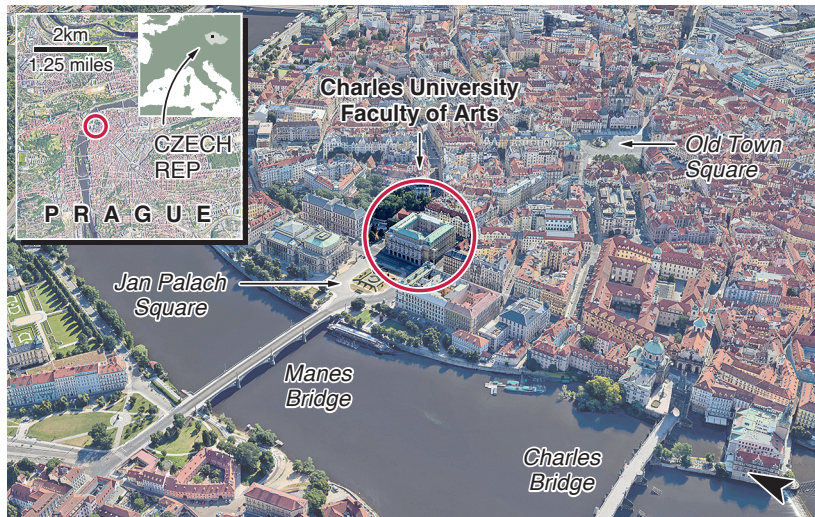 2km
1.25 miles
CZECH
REP
PRAGUE
Charles University
Faculty of Arts
Old Town
Square
Jan Palach
Square
Manes
Bridge
Charles
Bridge